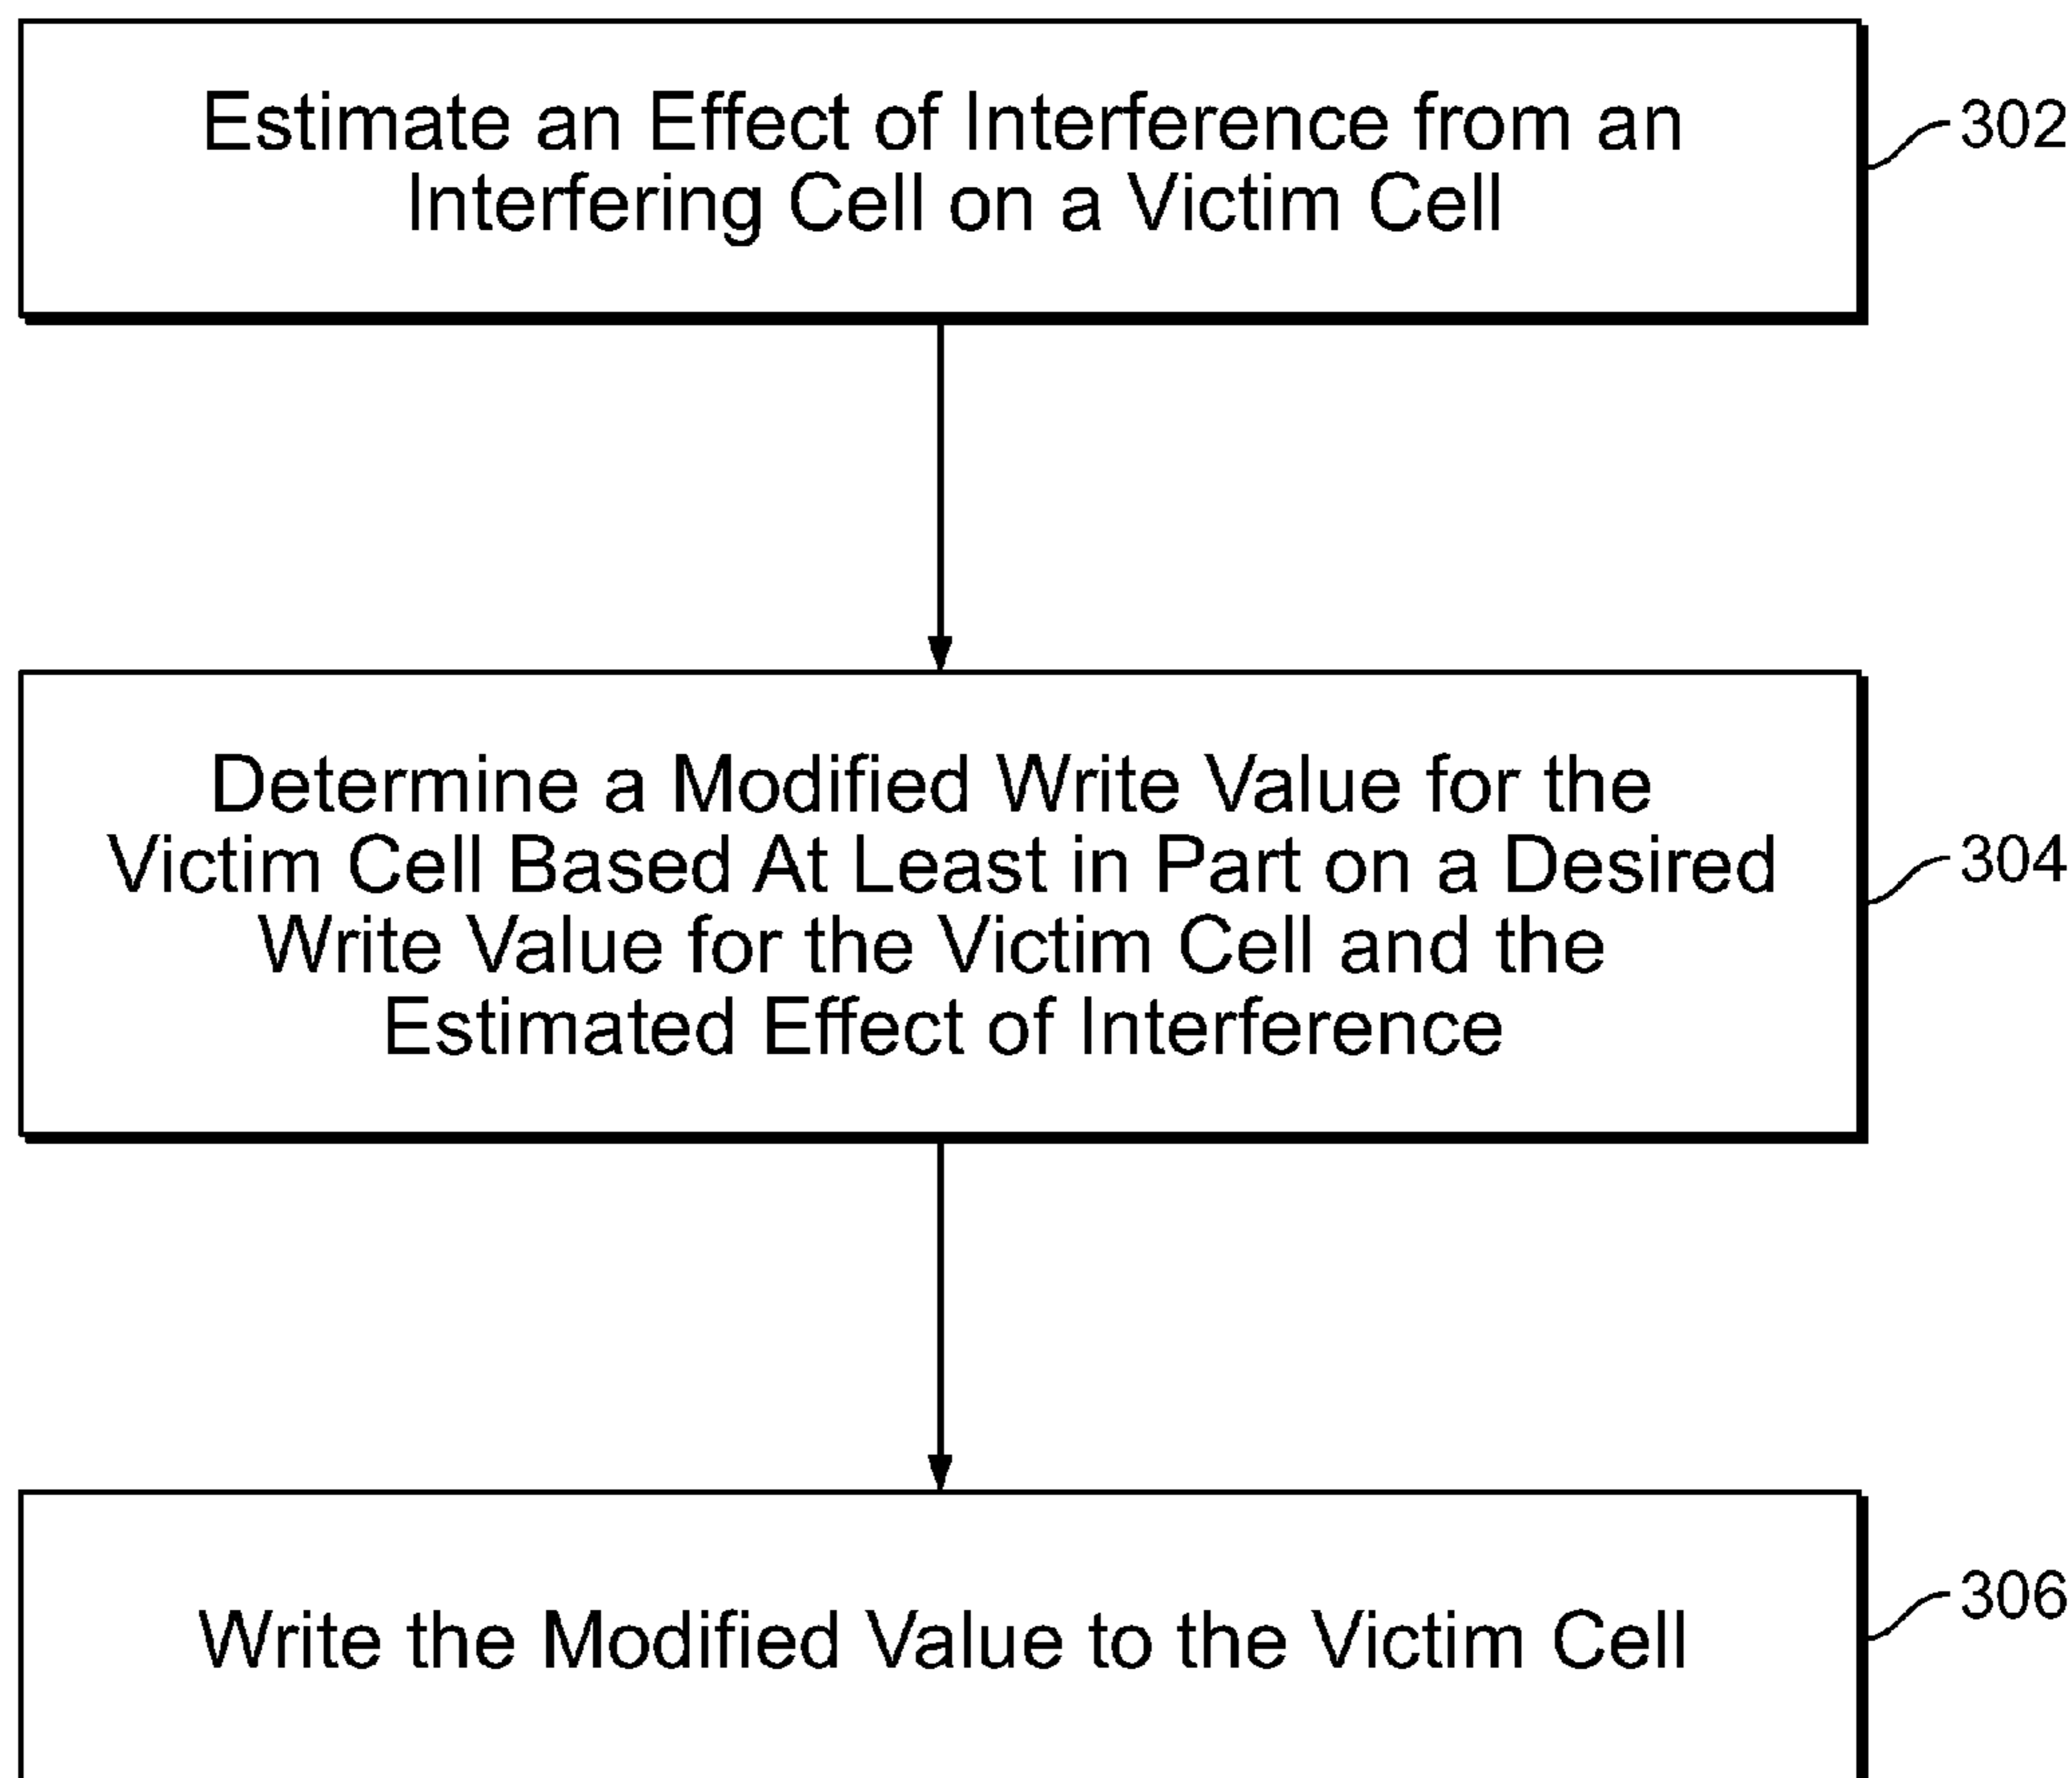 Estimate an Effect of Interference from an
Interfering Cell on a Victim Cell
302
Determine a Modified Write Value for the
Victim Cell Based At Least in Part on a Desired
Write Value for the Victim Cell and the
Estimated Effect of Interference
304
Write the Modified Value to the Victim Cell
306